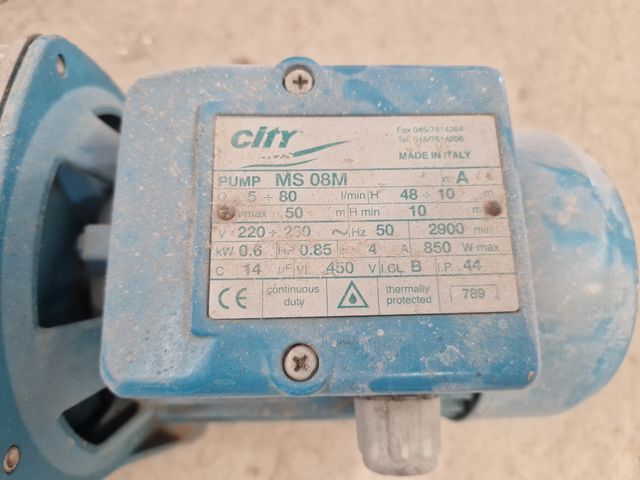 city
Fax 045/7614264
Tel. 045/7614206
MADE IN ITALY
PUMP MS 08M n. A
Q 5 ÷ 80 l/min H 48 ÷ 10 m
max 50 m H min 10 m
V 220 ÷ 230 ~ Hz 50 2900 min
kW 0.6 HP 0.85 4 A 850 W max
C 14 µF VL 450 V I.CL B I.P. 44
CE continuous duty thermally protected 789